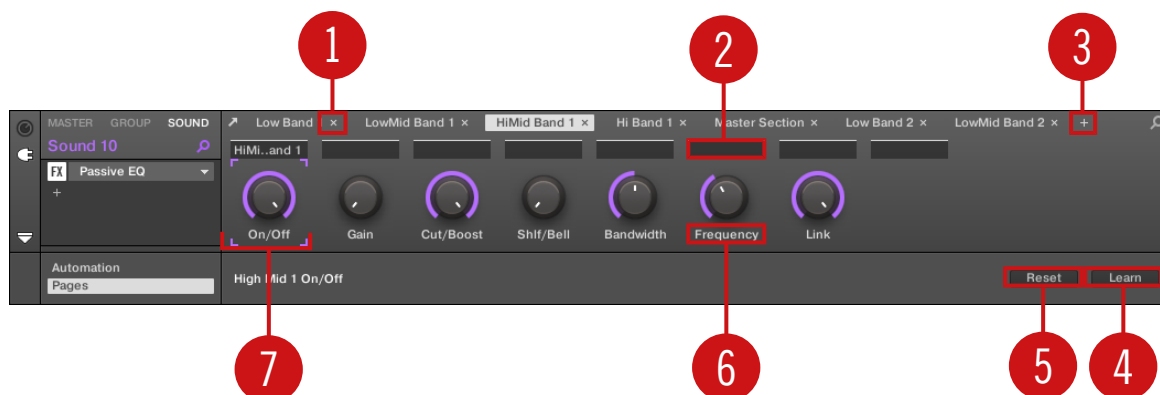 1
2
3
MASTER GROUP SOUND
Low Band ×
LowMid Band 1 ×
HiMid Band 1 ×
Hi Band 1 ×
Master Section ×
Low Band 2 ×
LowMid Band 2 ×
+
Sound 10
HiMi..and 1
FX Passive EQ
+
On/Off
Gain
Cut/Boost
Shlf/Bell
Bandwidth
Frequency
Link
Automation
Pages
High Mid 1 On/Off
Reset
Learn
7
6
5
4